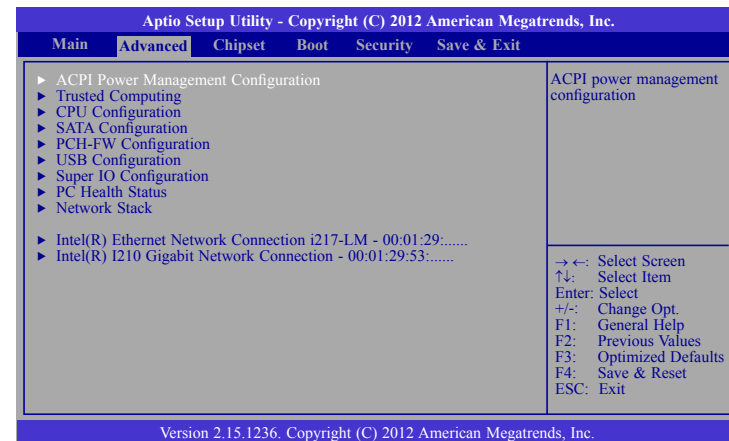 Aptio Setup Utility - Copyright (C) 2012 American Megatrends, Inc.
Main Advanced Chipset Boot Security Save & Exit
► ACPI Power Management Configuration
► Trusted Computing
► CPU Configuration
► SATA Configuration
► PCH-FW Configuration
► USB Configuration
► Super IO Configuration
► PC Health Status
► Network Stack
► Intel(R) Ethernet Network Connection i217-LM - 00:01:29:......
► Intel(R) I210 Gigabit Network Connection - 00:01:29:53:......
ACPI power management
configuration
→ ←: Select Screen
↑↓: Select Item
Enter: Select
+/-: Change Opt.
F1: General Help
F2: Previous Values
F3: Optimized Defaults
F4: Save & Reset
ESC: Exit
Version 2.15.1236. Copyright (C) 2012 American Megatrends, Inc.